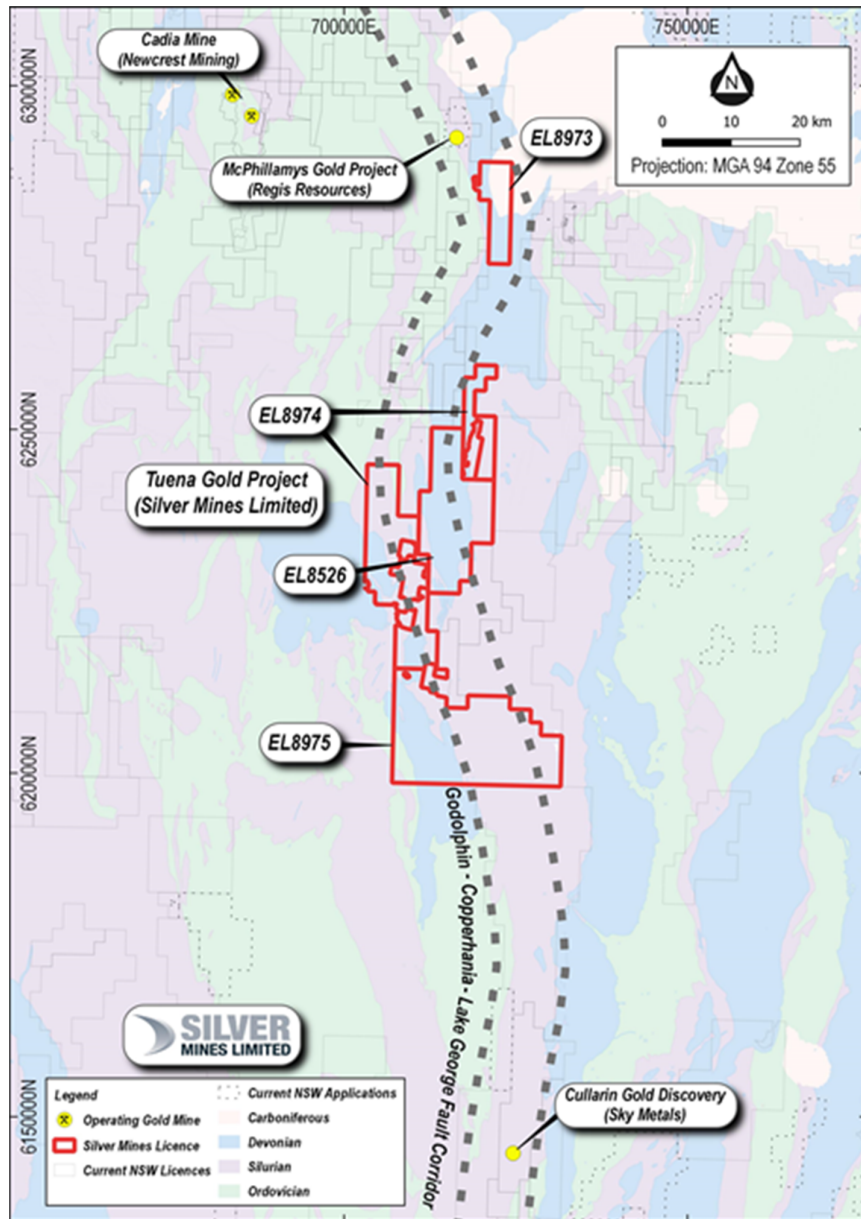 700000E
750000E
Cadia Mine
(Newcrest Mining)
6300000N
N
0 10 20 km
Projection: MGA 94 Zone 55
EL8973
McPhillamys Gold Project
(Regis Resources)
EL8974
6250000N
Tuena Gold Project
(Silver Mines Limited)
EL8526
EL8975
6200000N
Godolphin - Copperhania - Lake George Fault Corridor
SILVER
MINES LIMITED
Cullarin Gold Discovery
(Sky Metals)
6150000N
Legend
Operating Gold Mine
Silver Mines Licence
Current NSW Licences
Current NSW Applications
Carboniferous
Devonian
Silurian
Ordovician